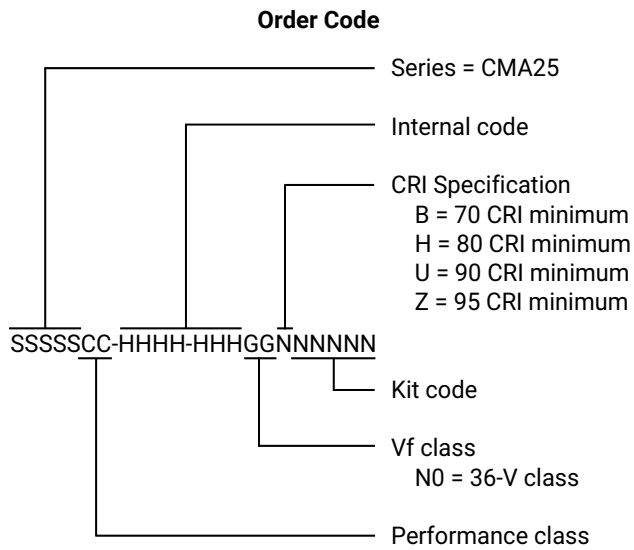 Order Code
Series = CMA25
Internal code
CRI Specification
B = 70 CRI minimum
H = 80 CRI minimum
U = 90 CRI minimum
Z = 95 CRI minimum
SSSSSCC-HHHH-HHHGGNNNNNN
Kit code
Vf class
N0 = 36-V class
Performance class